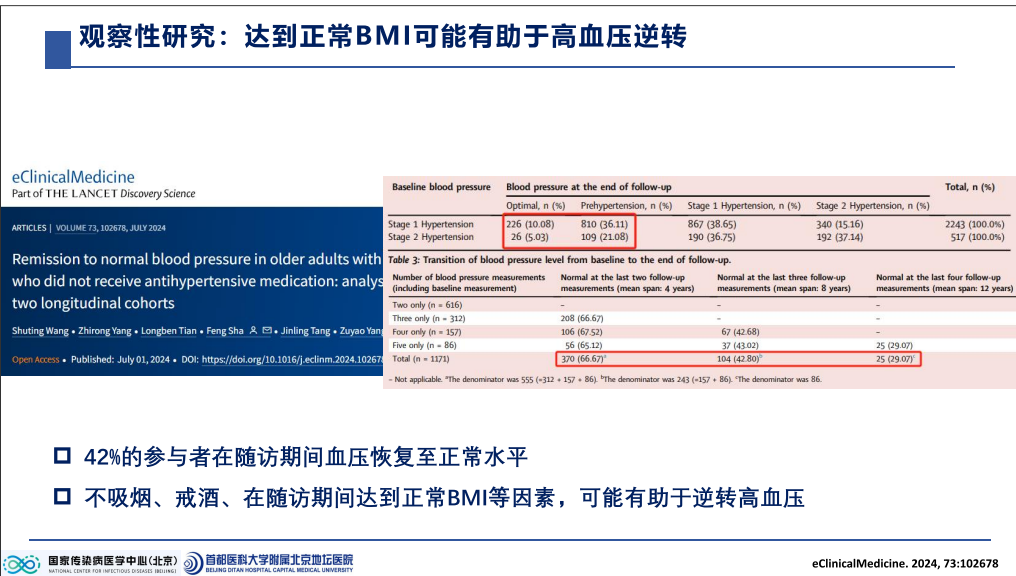 观察性研究：达到正常BMI可能有助于高血压逆转
eClinicalMedicine
Part of THE LANCET Discovery Science
ARTICLES | VOLUME 73, 102678, JULY 2024
Remission to normal blood pressure in older adults with
who did not receive antihypertensive medication: analys
two longitudinal cohorts
Shuting Wang • Zhirong Yang • Longben Tian • Feng Sha • Jinling Tang • Zuyao Yang
Open Access • Published: July 01, 2024 • DOI: https://doi.org/10.1016/j.eclinm.2024.102678
Baseline blood pressure Blood pressure at the end of follow-up Total, n (%)
Optimal, n (%) Prehypertension, n (%) Stage 1 Hypertension, n (%) Stage 2 Hypertension, n (%)
Stage 1 Hypertension 226 (10.08) 810 (36.11) 867 (38.65) 340 (15.16) 2243 (100.0%)
Stage 2 Hypertension 26 (5.03) 109 (21.08) 190 (36.75) 192 (37.14) 517 (100.0%)
Table 3: Transition of blood pressure level from baseline to the end of follow-up.
Number of blood pressure measurements Normal at the last two follow-up Normal at the last three follow-up Normal at the last four follow-up
(including baseline measurement) measurements (mean span: 4 years) measurements (mean span: 8 years) measurements (mean span: 12 years)
Two only (n = 616) – – –
Three only (n = 312) 208 (66.67) – –
Four only (n = 157) 106 (67.52) 67 (42.68) –
Five only (n = 86) 56 (65.12) 37 (43.02) 25 (29.07)
Total (n = 1171) 370 (66.67)ᵃ 104 (42.80)ᵇ 25 (29.07)ᶜ
– Not applicable. ᵃThe denominator was 555 (=312 + 157 + 86). ᵇThe denominator was 243 (=157 + 86). ᶜThe denominator was 86.
42%的参与者在随访期间血压恢复至正常水平
不吸烟、戒酒、在随访期间达到正常BMI等因素，可能有助于逆转高血压
国家传染病医学中心(北京)
NATIONAL CENTER FOR INFECTIOUS DISEASES (BEIJING)
首都医科大学附属北京地坛医院
BEIJING DITAN HOSPITAL CAPITAL MEDICAL UNIVERSITY
eClinicalMedicine. 2024, 73:102678